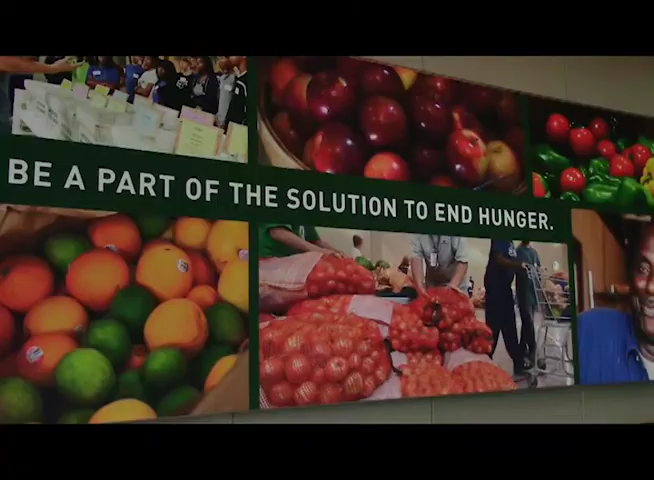 BE A PART OF THE SOLUTION TO END HUNGER.